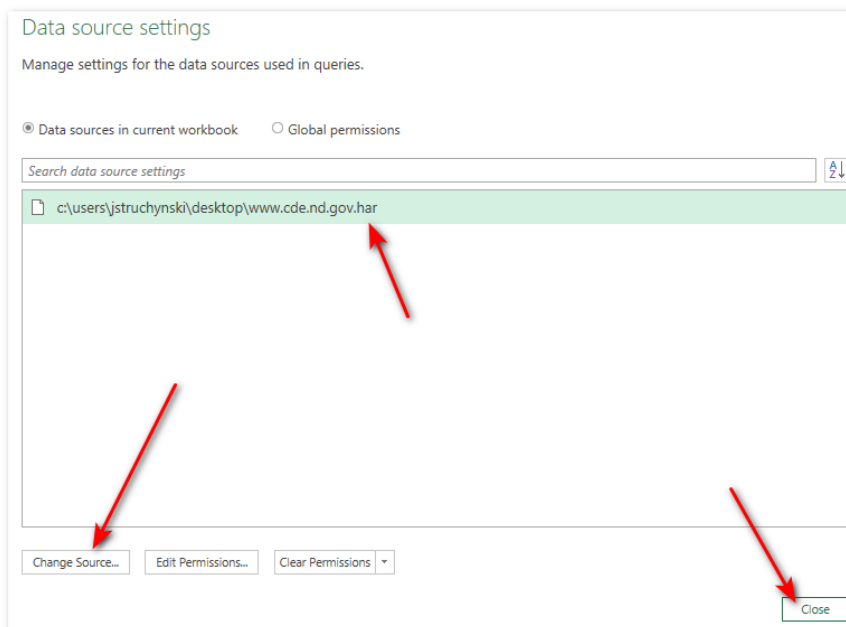 Data source settings
Manage settings for the data sources used in queries.
Data sources in current workbook
Global permissions
Search data source settings
A
Z
c:\users\jstruchynski\desktop\www.cde.nd.gov.har
Change Source...
Edit Permissions...
Clear Permissions
Close